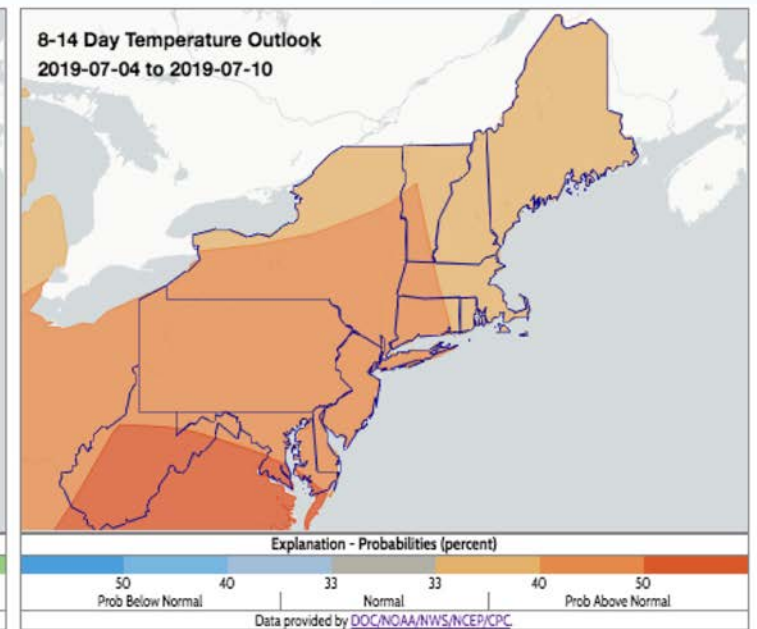 8-14 Day Temperature Outlook
2019-07-04 to 2019-07-10
Explanation - Probabilities (percent)
50 40 33 33 40 50
Prob Below Normal Normal Prob Above Normal
Data provided by DOC/NOAA/NWS/NCEP/CPC.